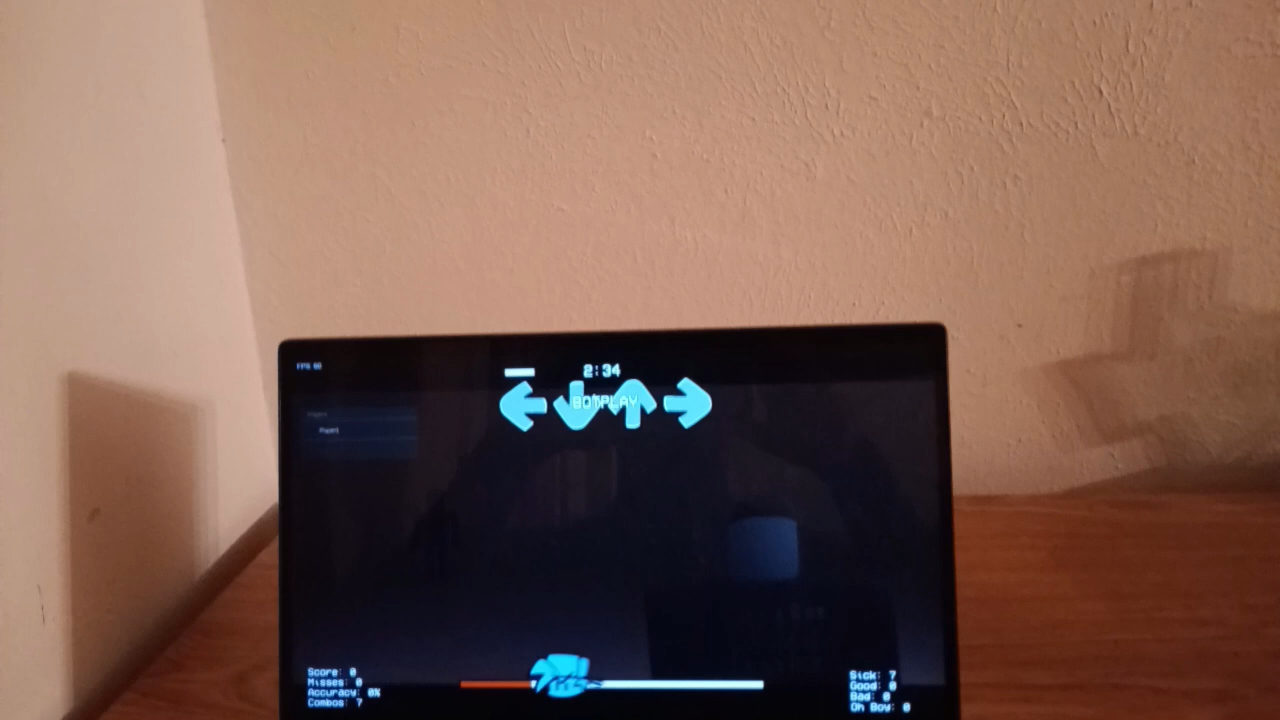 FPS 60
2:34
BOTPLAY
Score: 0
Misses: 0
Accuracy: 0%
Combos: 7
Sick: 7
Good: 0
Bad: 0
Oh Boy: 0